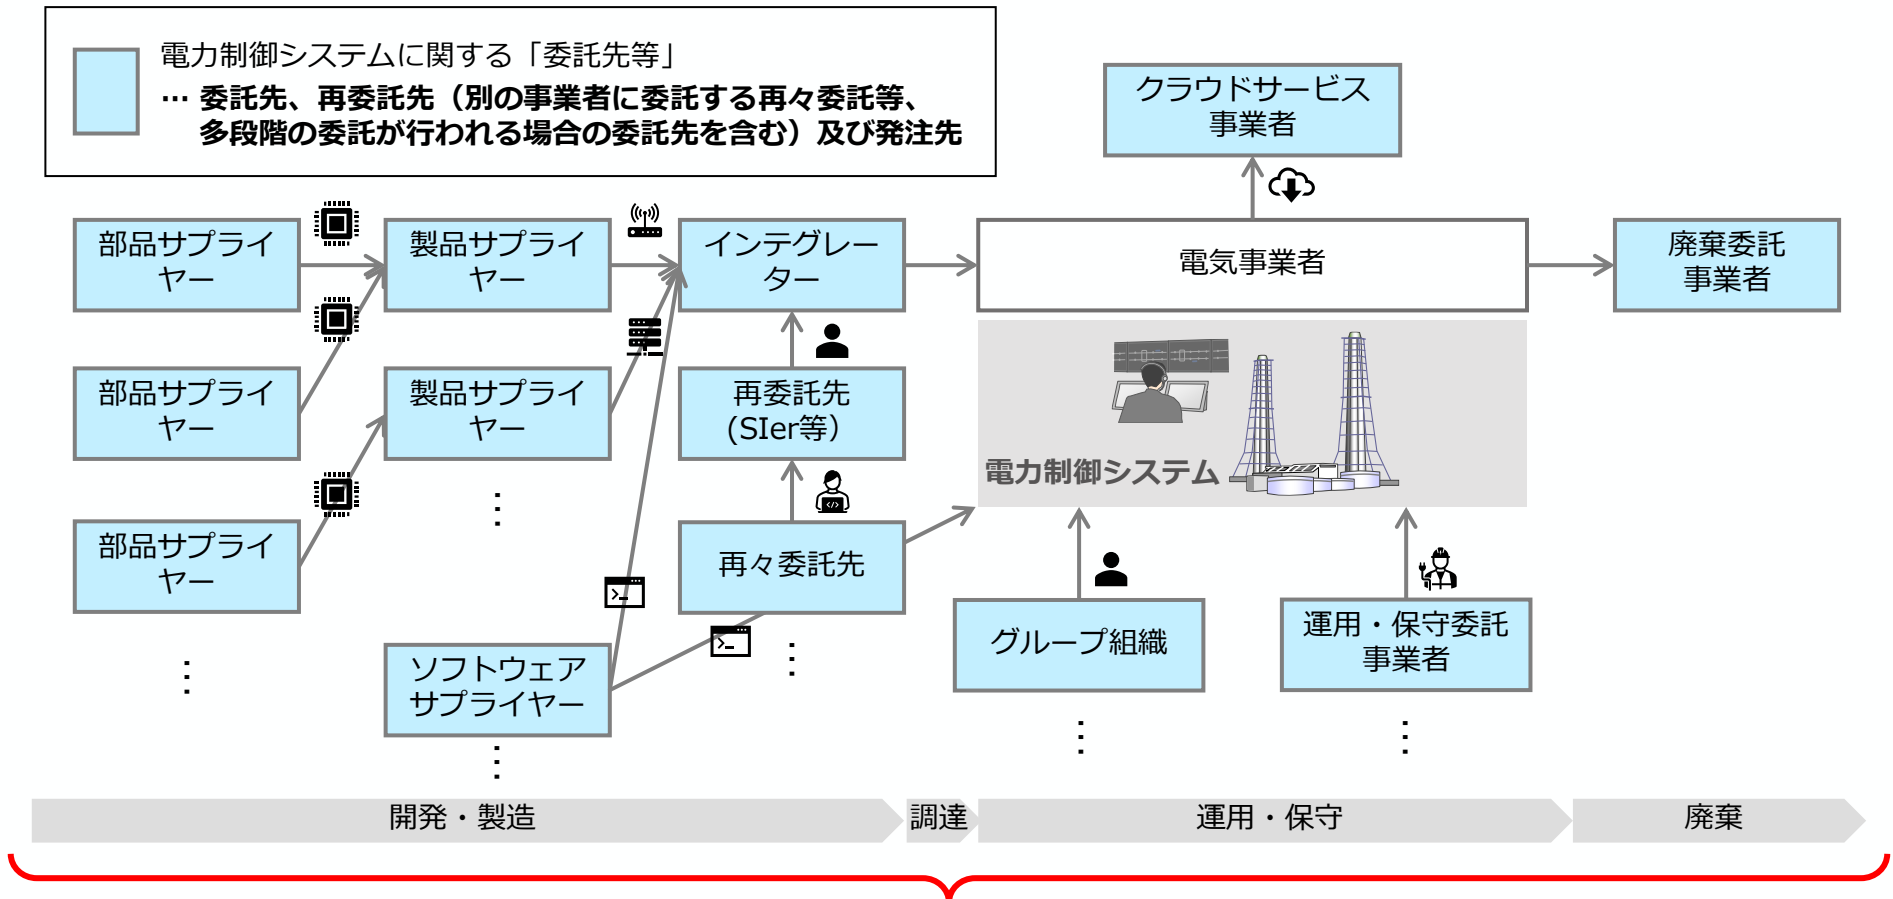 電力制御システムに関する「委託先等」
… 委託先、再委託先（別の事業者に委託する再々委託等、
多段階の委託が行われる場合の委託先を含む）及び発注先
クラウドサービス
事業者
部品サプライ
ヤー
製品サプライ
ヤー
インテグレー
ター
電気事業者
廃棄委託
事業者
部品サプライ
ヤー
製品サプライ
ヤー
再委託先
(SIer等）
電力制御システム
部品サプライ
ヤー
⋮
再々委託先
グループ組織
運用・保守委託
事業者
⋮
ソフトウェア
サプライヤー
⋮
⋮
⋮
⋮
開発・製造
調達
運用・保守
廃棄